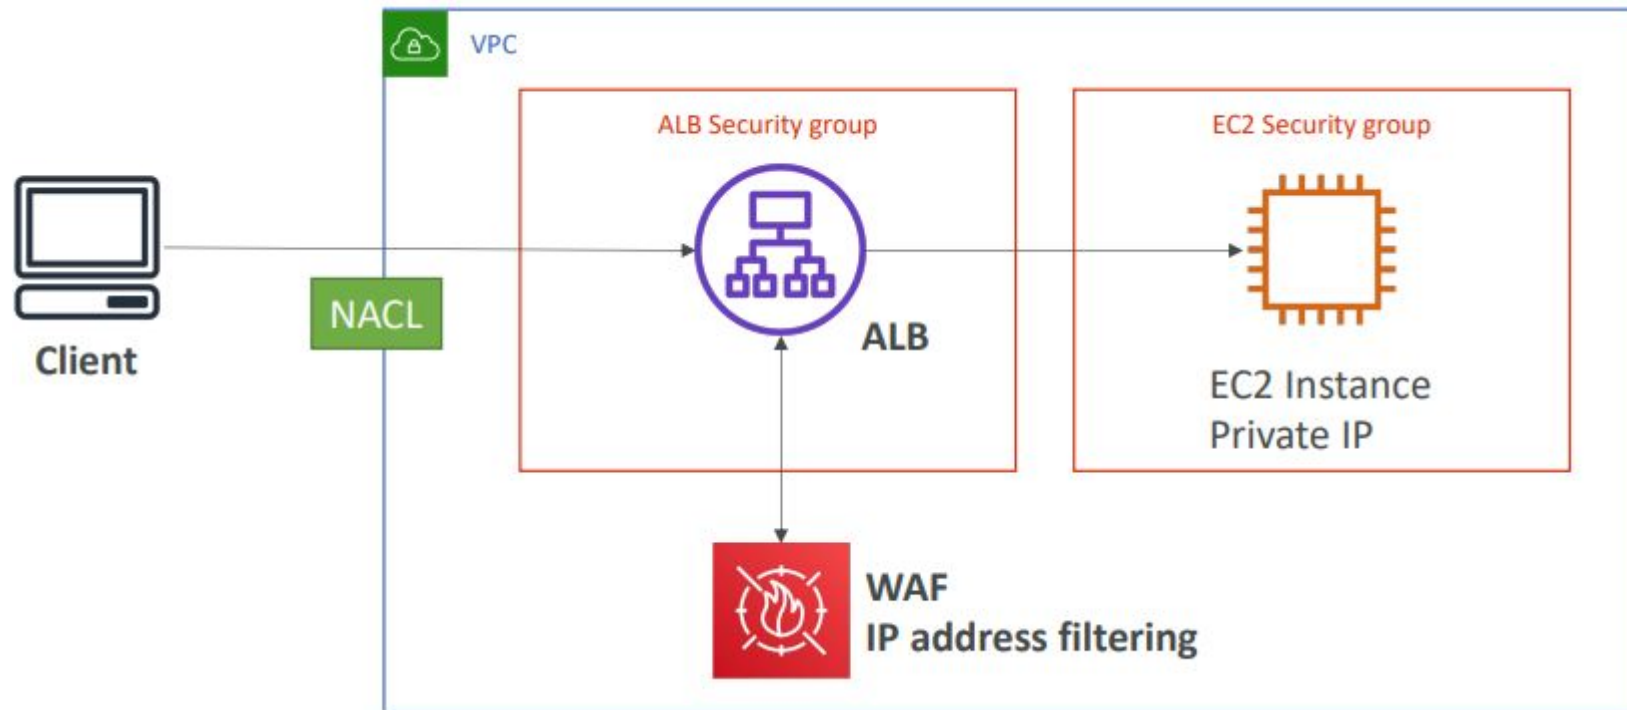 VPC
ALB Security group
EC2 Security group
NACL
Client
ALB
EC2 Instance
Private IP
WAF
IP address filtering